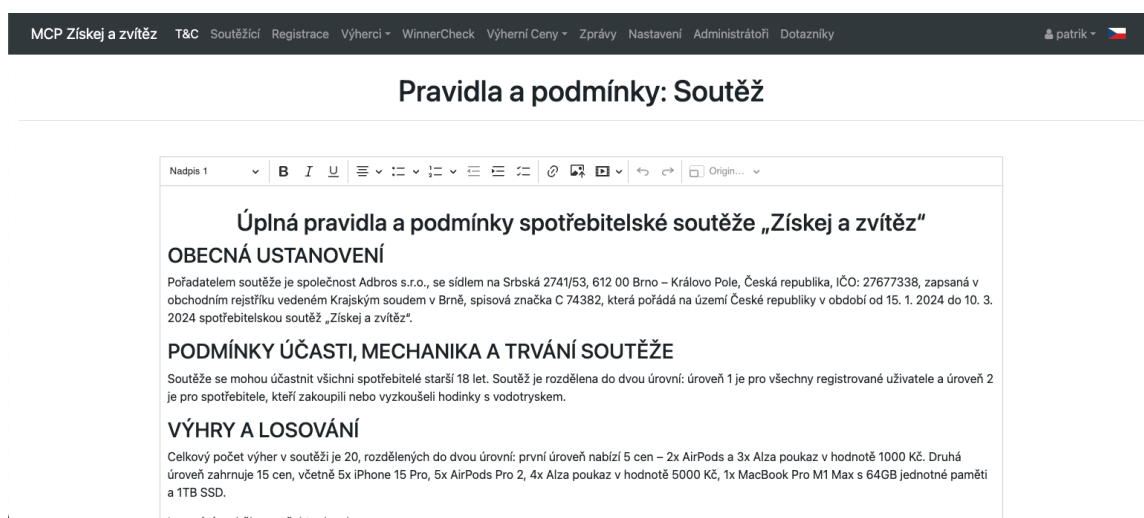 MCP Získej a zvítěz T&C Soutěžící Registrace Výherci WinnerCheck Výherní Ceny Zprávy Nastavení Administrátoři Dotazníky patrik
Pravidla a podmínky: Soutěž
Nadpis 1 B I U Origin...
Úplná pravidla a podmínky spotřebitelské soutěže „Získej a zvítěz“
OBECNÁ USTANOVENÍ
Pořadatelem soutěže je společnost Adbros s.r.o., se sídlem na Srbská 2741/53, 612 00 Brno – Královo Pole, Česká republika, IČO: 27677338, zapsaná v
obchodním rejstříku vedeném Krajským soudem v Brně, spisová značka C 74382, která pořádá na území České republiky v období od 15. 1. 2024 do 10. 3.
2024 spotřebitelskou soutěž „Získej a zvítěz“.
PODMÍNKY ÚČASTI, MECHANIKA A TRVÁNÍ SOUTĚŽE
Soutěže se mohou účastnit všichni spotřebitelé starší 18 let. Soutěž je rozdělena do dvou úrovní: úroveň 1 je pro všechny registrované uživatele a úroveň 2
je pro spotřebitele, kteří zakoupili nebo vyzkoušeli hodinky s vodotryskem.
VÝHRY A LOSOVÁNÍ
Celkový počet výher v soutěži je 20, rozdělených do dvou úrovní: první úroveň nabízí 5 cen – 2x AirPods a 3x Alza poukaz v hodnotě 1000 Kč. Druhá
úroveň zahrnuje 15 cen, včetně 5x iPhone 15 Pro, 5x AirPods Pro 2, 4x Alza poukaz v hodnotě 5000 Kč, 1x MacBook Pro M1 Max s 64GB jednotné paměti
a 1TB SSD.